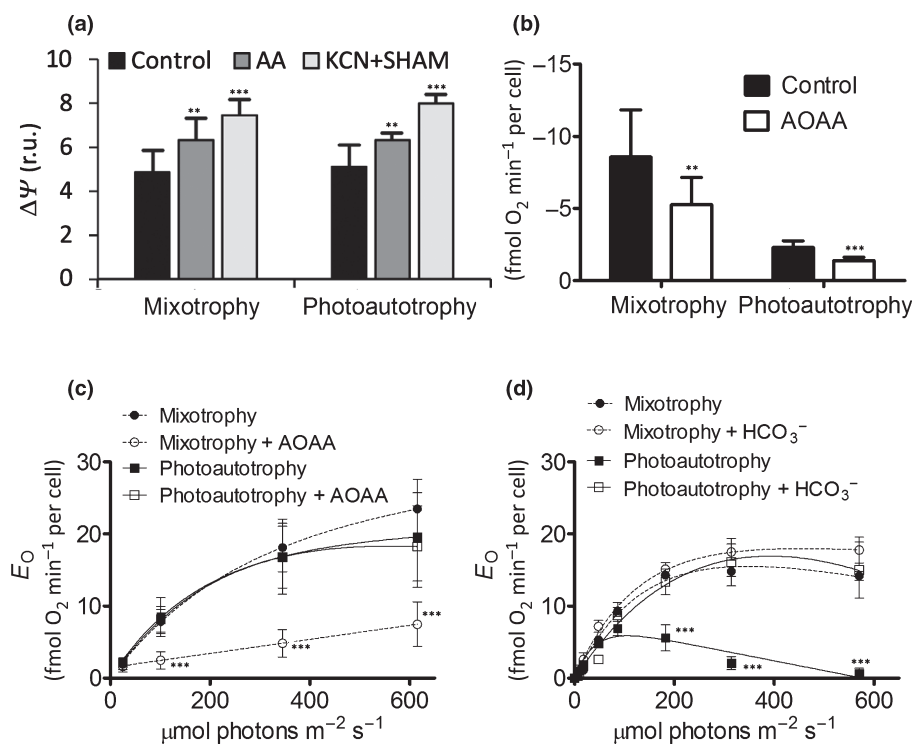 (a)
10
8
6
4
2
0
ΔΨ (r.u.)
Control AA KCN+SHAM
** *** ** ***
Mixotrophy Photoautotrophy
(b)
–15
–10
–5
0
(fmol O₂ min⁻¹ per cell)
Control
AOAA
** ***
Mixotrophy Photoautotrophy
(c)
Mixotrophy
Mixotrophy + AOAA
Photoautotrophy
Photoautotrophy + AOAA
30
20
10
0
E_O
(fmol O₂ min⁻¹ per cell)
*** *** ***
0 200 400 600
μmol photons m⁻² s⁻¹
(d)
Mixotrophy
Mixotrophy + HCO₃⁻
Photoautotrophy
Photoautotrophy + HCO₃⁻
30
20
10
0
E_O
(fmol O₂ min⁻¹ per cell)
*** *** ***
0 200 400 600
μmol photons m⁻² s⁻¹